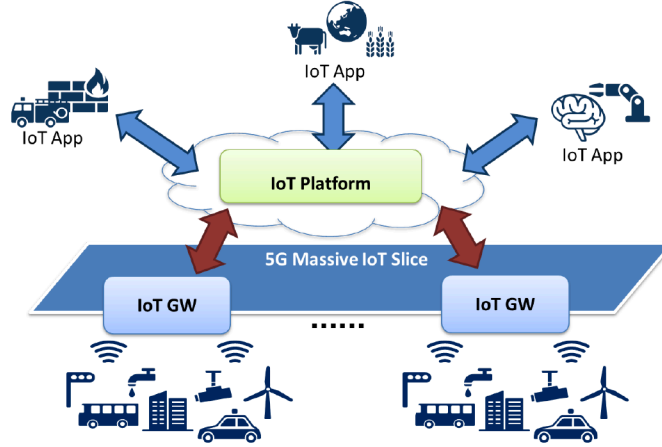 IoT App
IoT App
IoT App
IoT Platform
5G Massive IoT Slice
IoT GW
IoT GW
......